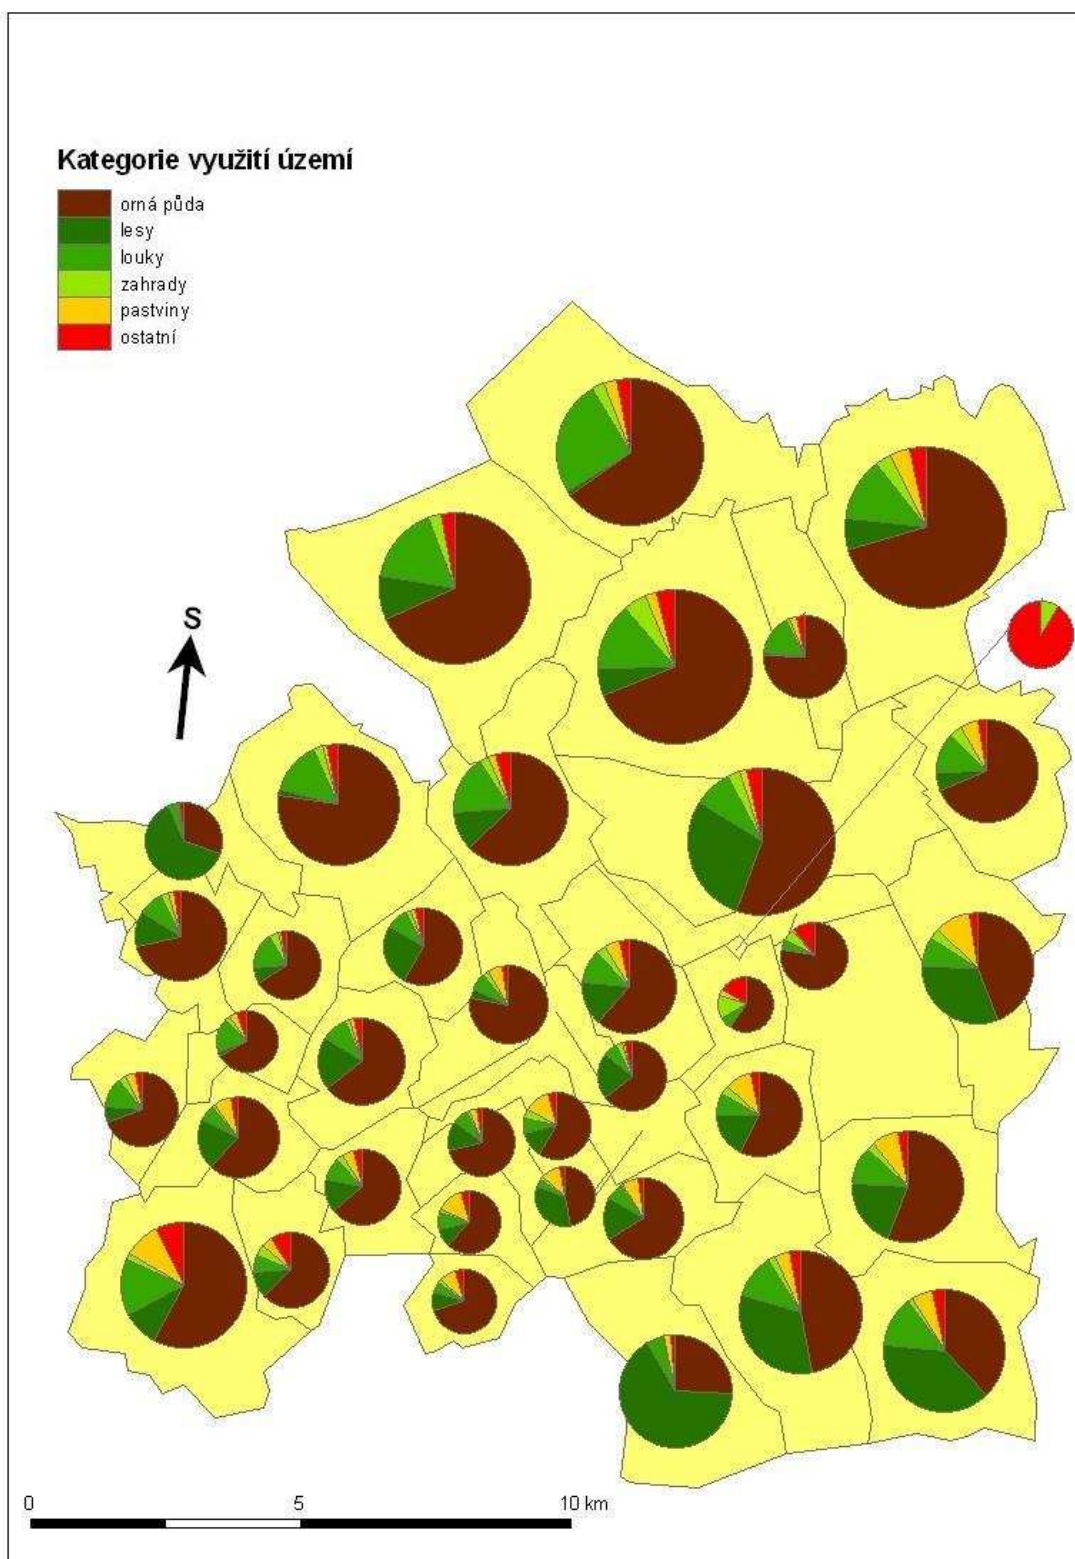 Kategorie využití území
orná půda
lesy
louky
zahrady
pastviny
ostatní
S
0 5 10 km